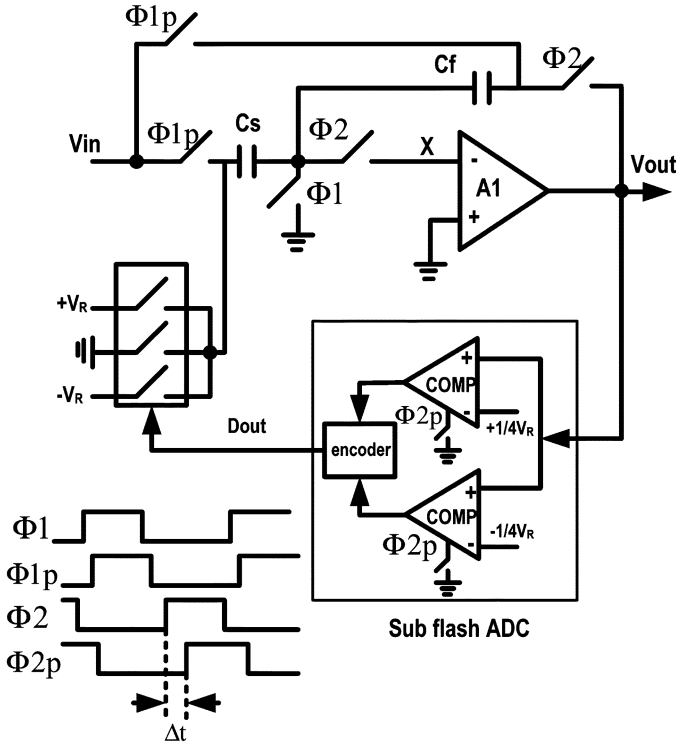 Φ1p
Cf
Φ2
Vin
Φ1p
Cs
Φ2
X
-
A1
+
Vout
Φ1
+VR
-VR
Dout
encoder
+
COMP
-
Φ2p
+1/4VR
+
COMP
-
Φ2p
-1/4VR
Sub flash ADC
Φ1
Φ1p
Φ2
Φ2p
Δt